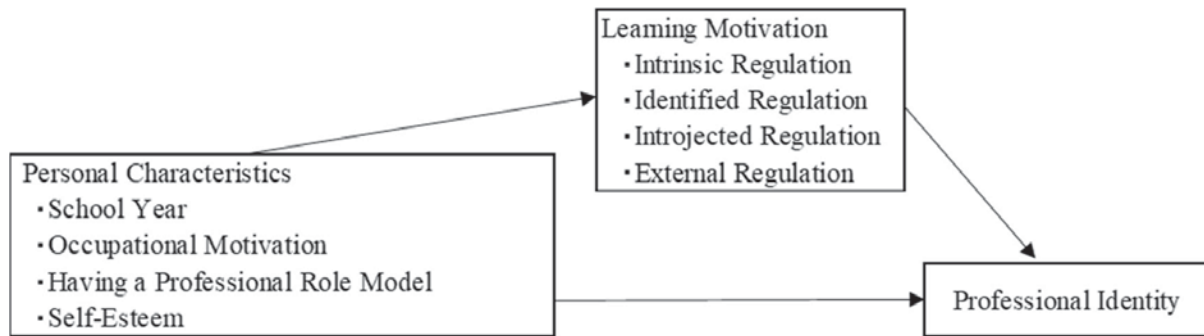 Learning Motivation
・Intrinsic Regulation
・Identified Regulation
・Introjected Regulation
・External Regulation
Personal Characteristics
・School Year
・Occupational Motivation
・Having a Professional Role Model
・Self-Esteem
Professional Identity